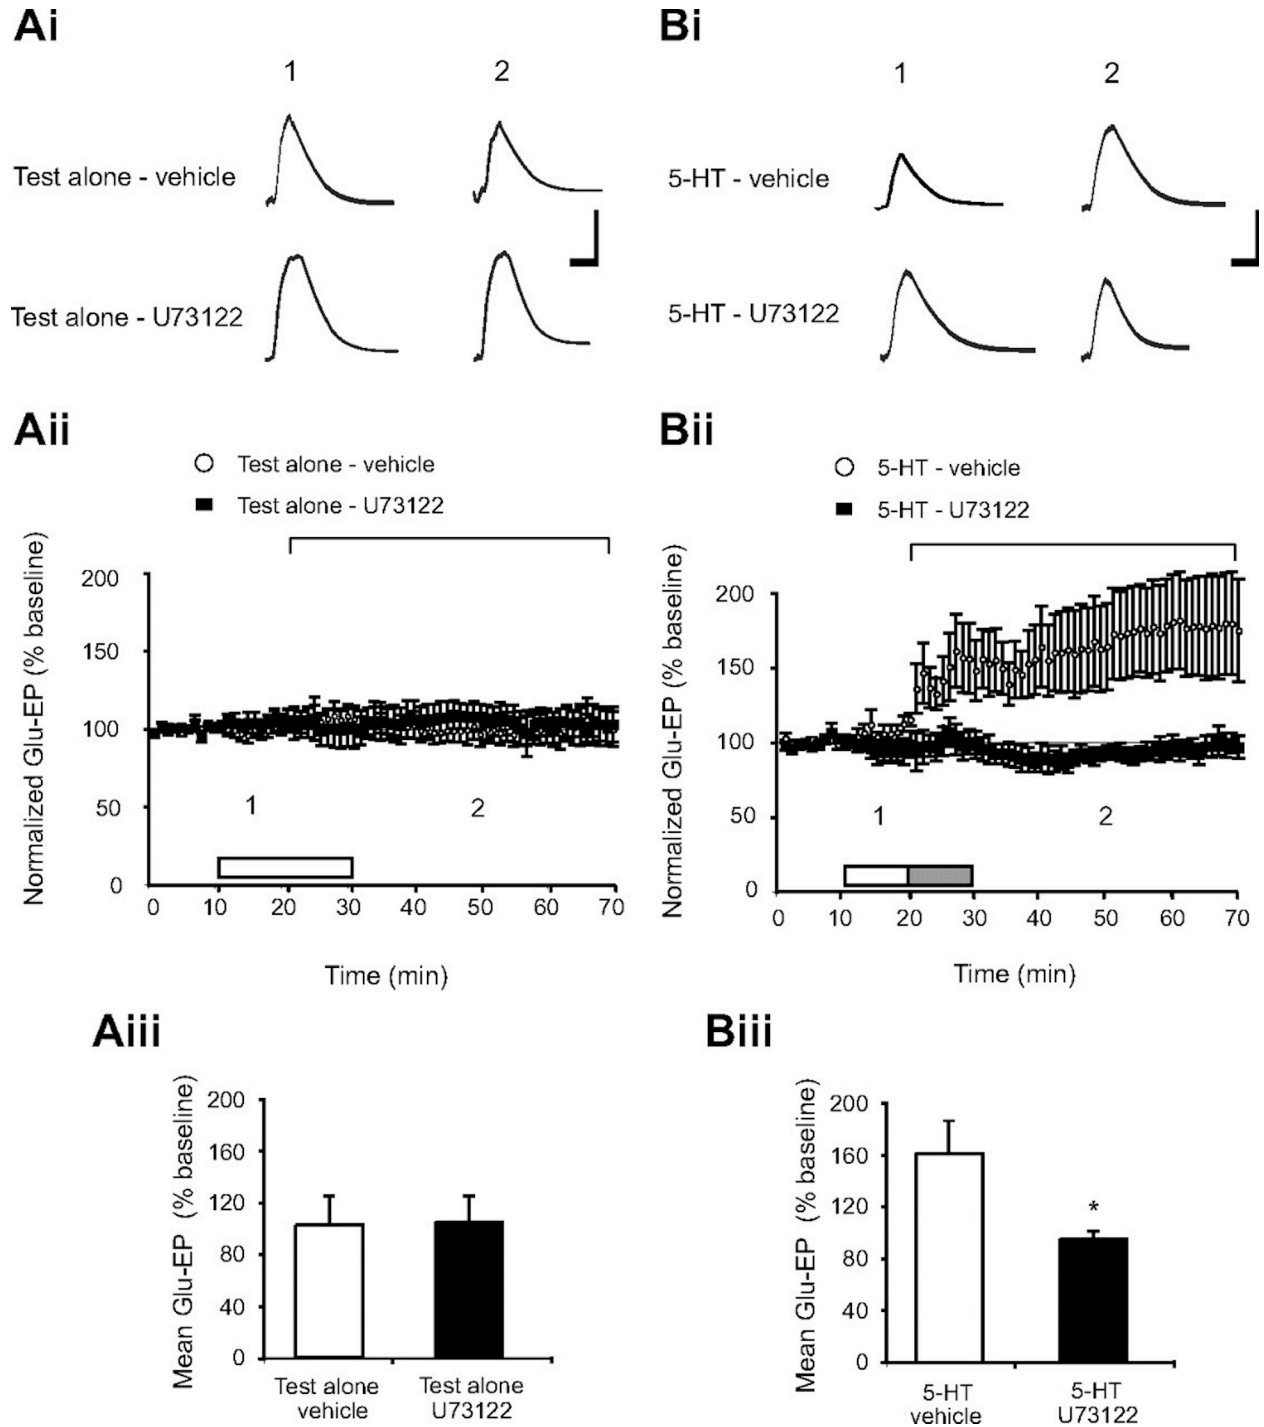 Ai
1 2
Test alone - vehicle
Test alone - U73122
Bi
1 2
5-HT - vehicle
5-HT - U73122
Aii
Test alone - vehicle
Test alone - U73122
Normalized Glu-EP (% baseline)
200
150
100
50
0
1 2
0 10 20 30 40 50 60 70
Time (min)
Bii
5-HT - vehicle
5-HT - U73122
Normalized Glu-EP (% baseline)
200
150
100
50
0
1 2
0 10 20 30 40 50 60 70
Time (min)
Aiii
Mean Glu-EP (% baseline)
200
160
120
80
40
0
Test alone Test alone
vehicle U73122
Biii
Mean Glu-EP (% baseline)
200
160
120
80
40
0
*
5-HT 5-HT
vehicle U73122